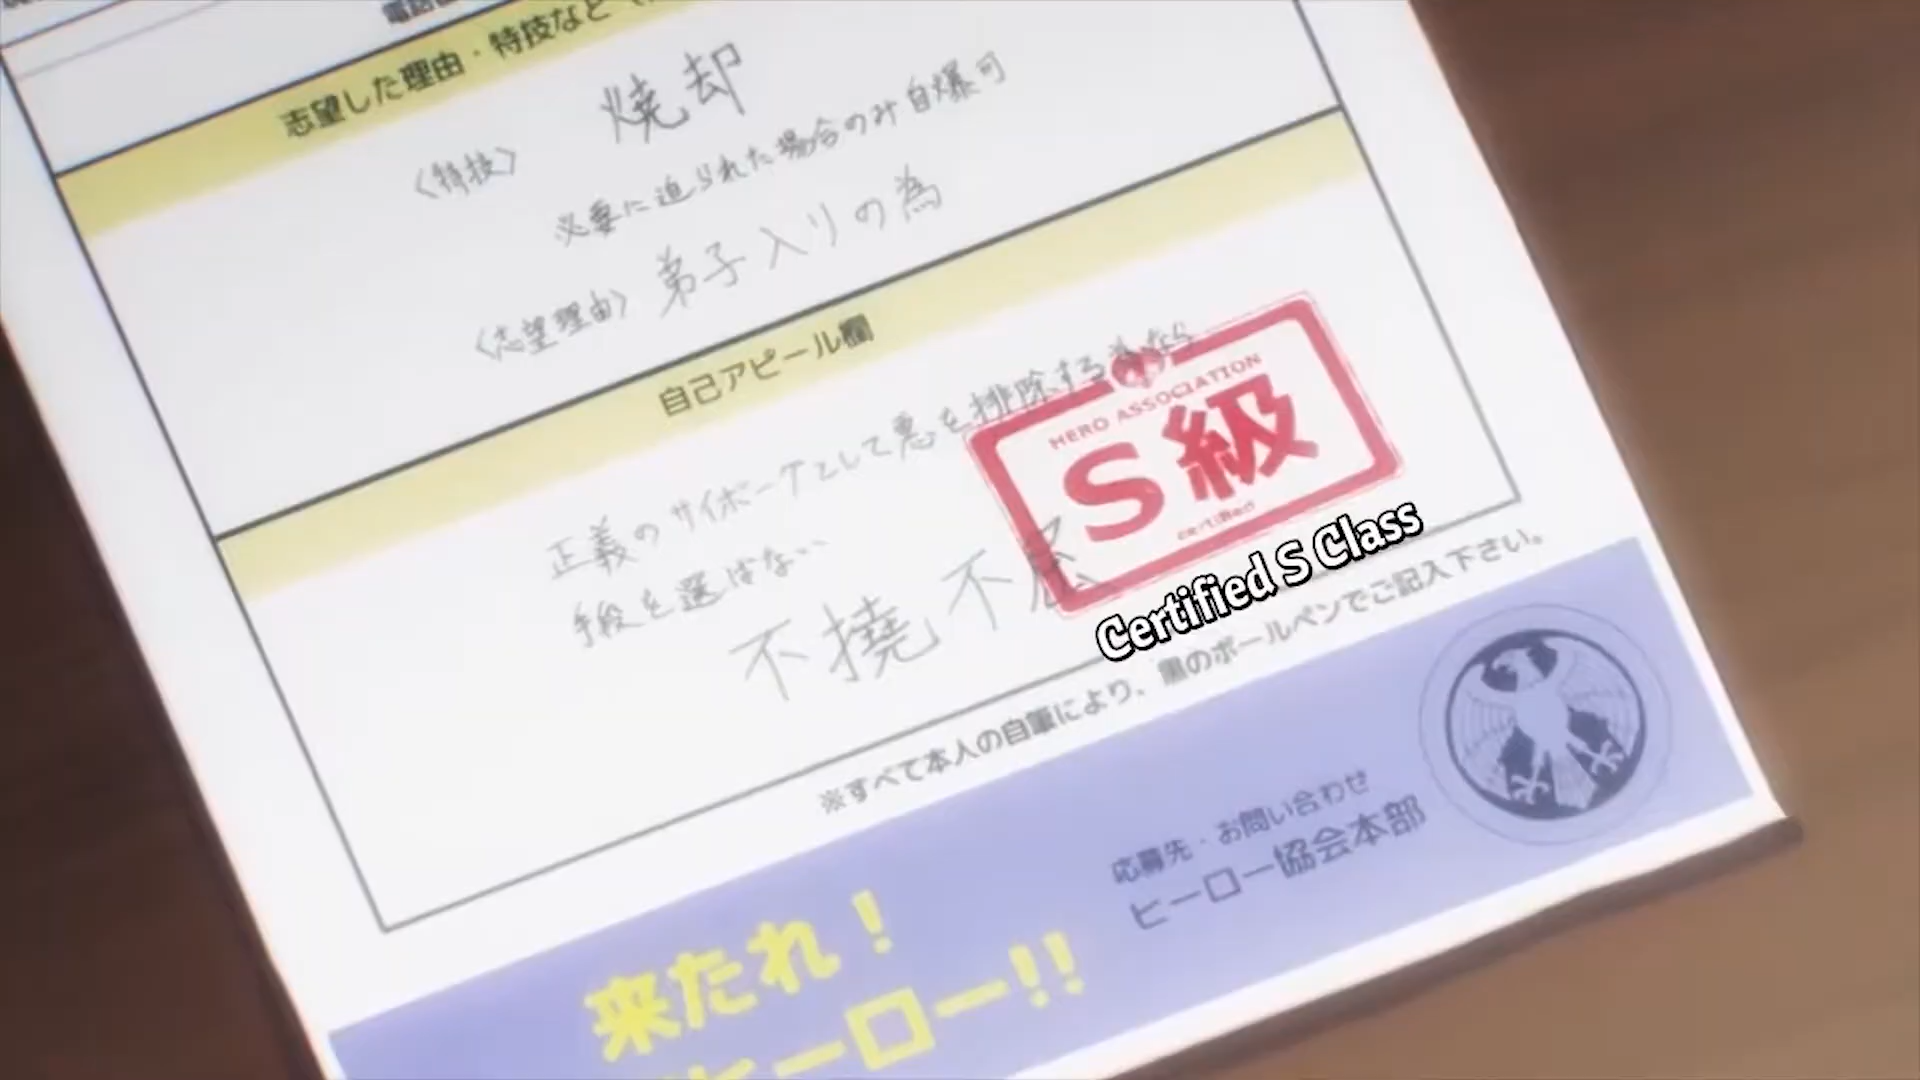 志望した理由・特技など
〈特技〉 焼却
必要に迫られた場合のみ自爆可
〈志望理由〉 弟子入りの為
自己アピール欄
正義のサイボーグとして悪を排除する為なら
手段を選ばない
不撓不屈
HERO ASSOCIATION
S級
certified
Certified S Class
※すべて本人の自筆により、黒のボールペンでご記入下さい。
応募先・お問い合わせ
ヒーロー協会本部
来たれ!
ヒーロー!!